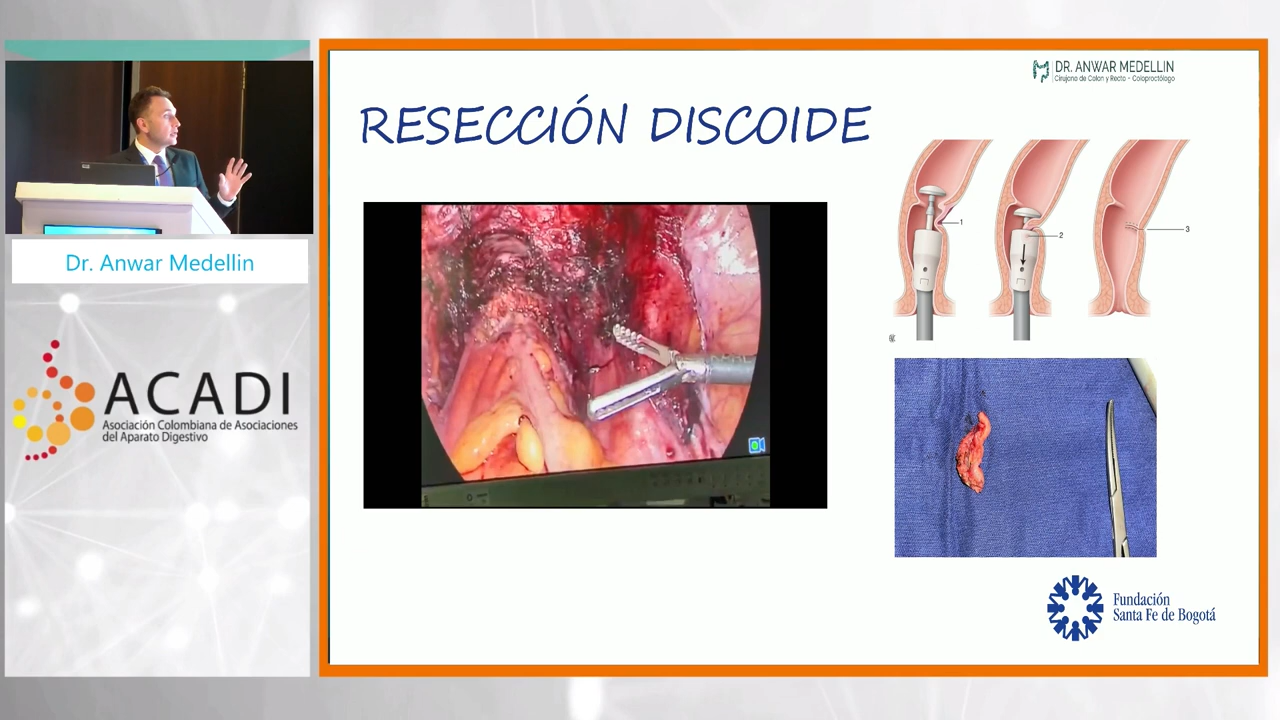 DR. ANWAR MEDELLIN
Cirujano de Colon y Recto - Coloproctólogo
RESECCIÓN DISCOIDE
1
2
3
Dr. Anwar Medellin
ACADI
Asociación Colombiana de Asociaciones
del Aparato Digestivo
Fundación
Santa Fe de Bogotá